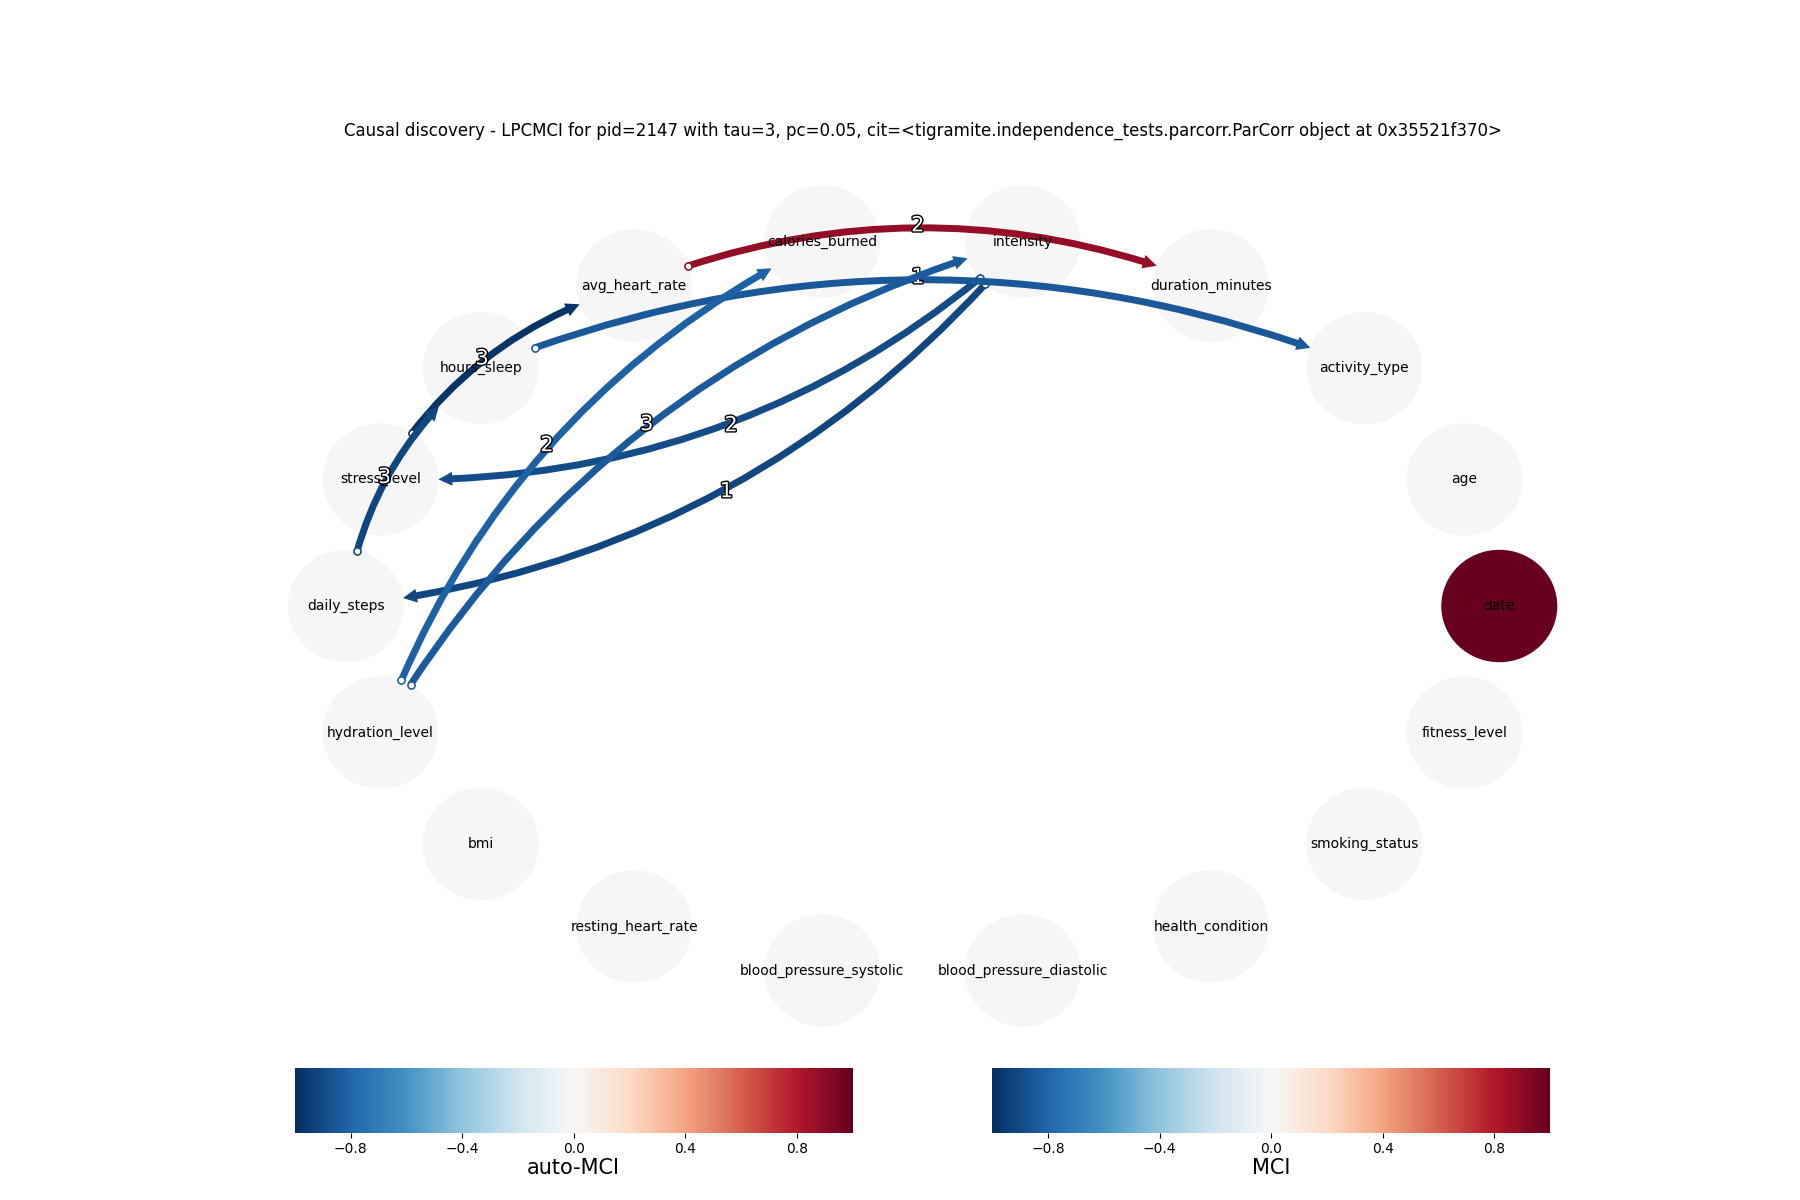 Causal discovery - LPCMCI for pid=2147 with tau=3, pc=0.05, cit=<tigramite.independence_tests.parcorr.ParCorr object at 0x35521f370>
2
calories_burned
intensity
1
avg_heart_rate
duration_minutes
3
hours_sleep
activity_type
3
2
2
3
stress_level
age
1
daily_steps
date
hydration_level
fitness_level
bmi
smoking_status
resting_heart_rate
health_condition
blood_pressure_systolic
blood_pressure_diastolic
−0.8 −0.4 0.0 0.4 0.8
auto-MCI
−0.8 −0.4 0.0 0.4 0.8
MCI